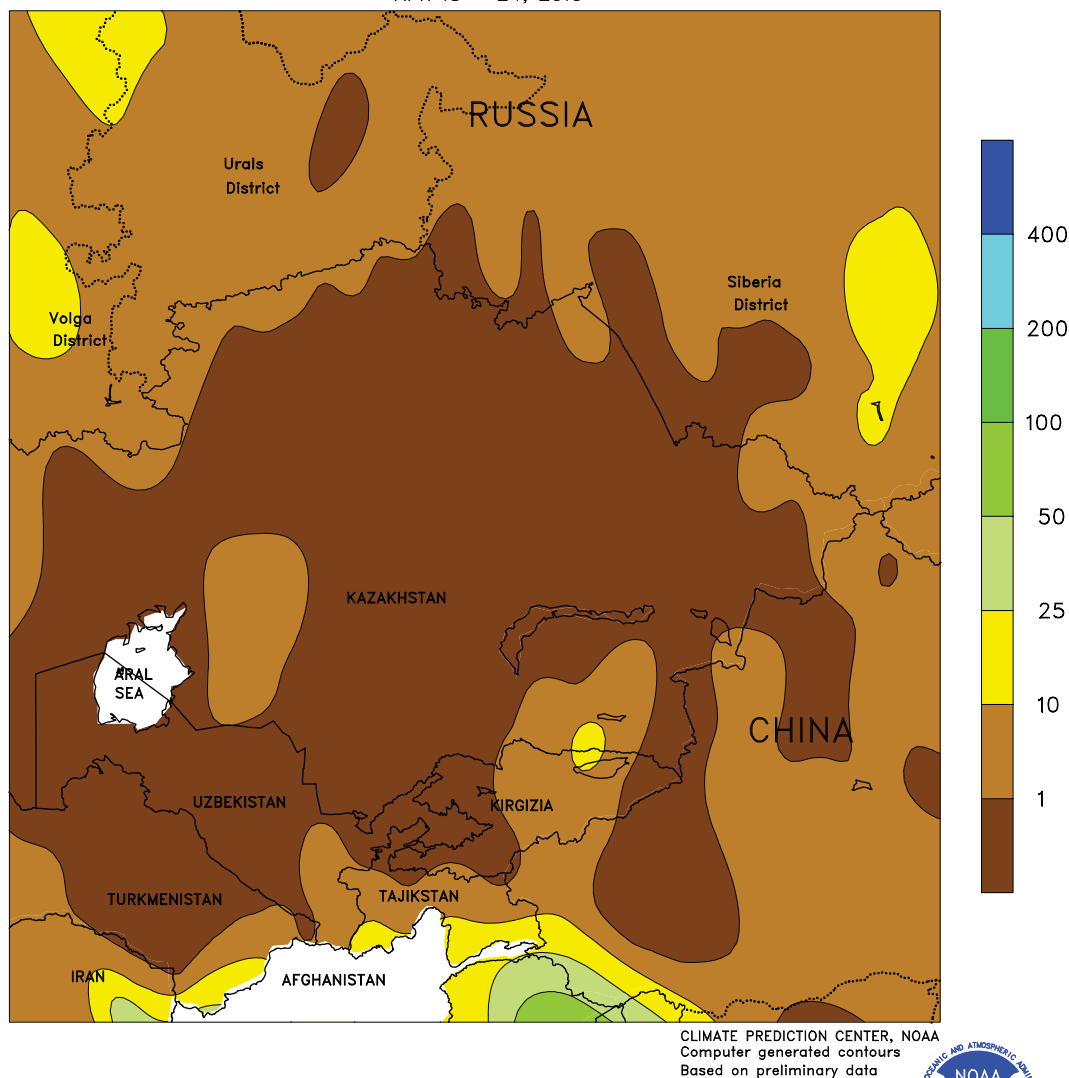 RUSSIA
Urals
District
Siberia
District
Volga
District
KAZAKHSTAN
ARAL
SEA
CHINA
UZBEKISTAN
KIRGIZIA
TURKMENISTAN
TAJIKSTAN
IRAN
AFGHANISTAN
400
200
100
50
25
10
1
CLIMATE PREDICTION CENTER, NOAA
Computer generated contours
Based on preliminary data
NOAA